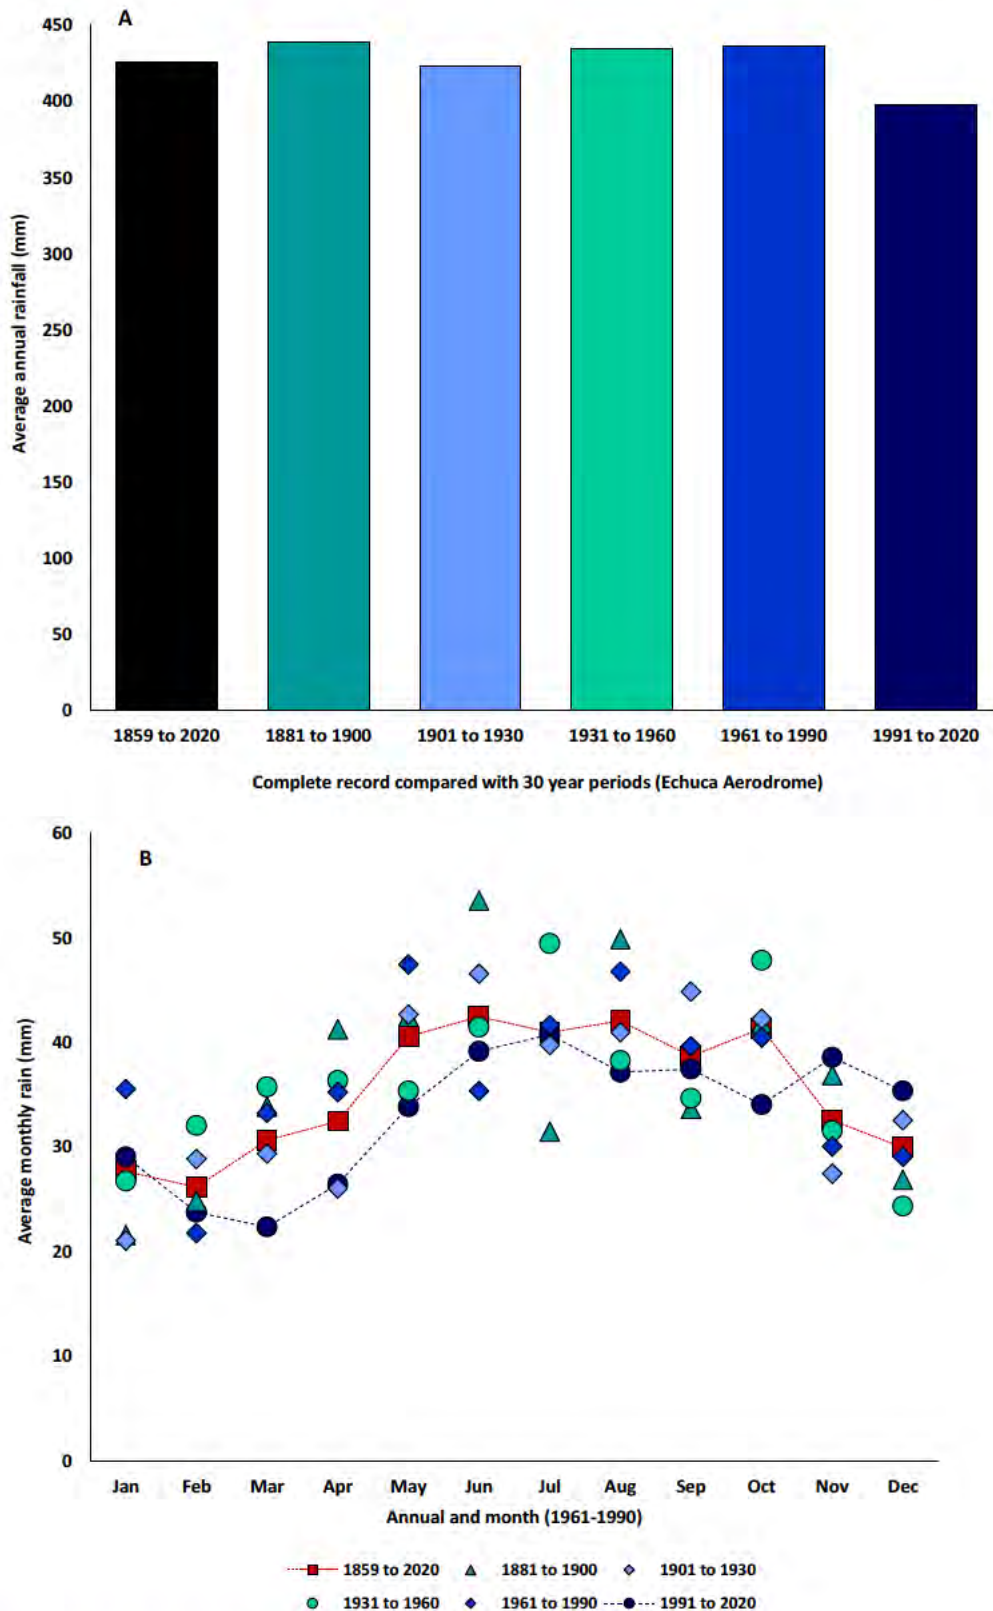 A
450
400
350
300
250
200
150
100
50
0
Average annual rainfall (mm)
1859 to 2020 1881 to 1900 1901 to 1930 1931 to 1960 1961 to 1990 1991 to 2020
Complete record compared with 30 year periods (Echuca Aerodrome)
B
60
50
40
30
20
10
0
Average monthly rain (mm)
Jan Feb Mar Apr May Jun Jul Aug Sep Oct Nov Dec
Annual and month (1961-1990)
1859 to 2020 1881 to 1900 1901 to 1930
1931 to 1960 1961 to 1990 1991 to 2020